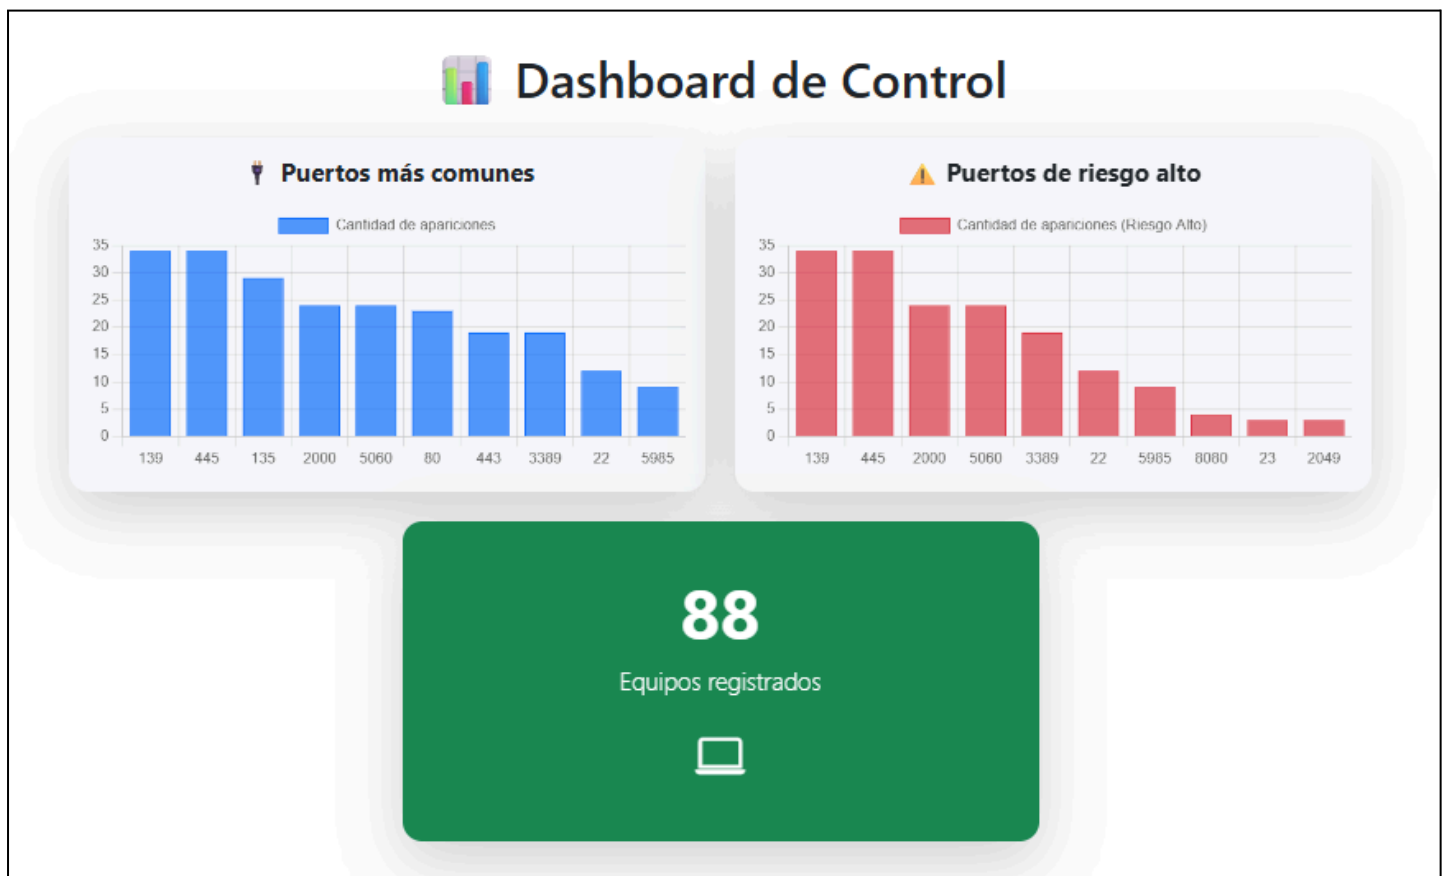 Dashboard de Control
Puertos más comunes
Cantidad de apariciones
35
30
25
20
15
10
5
0
139 445 135 2000 5060 80 443 3389 22 5985
Puertos de riesgo alto
Cantidad de apariciones (Riesgo Alto)
35
30
25
20
15
10
5
0
139 445 2000 5060 3389 22 5985 8080 23 2049
88
Equipos registrados